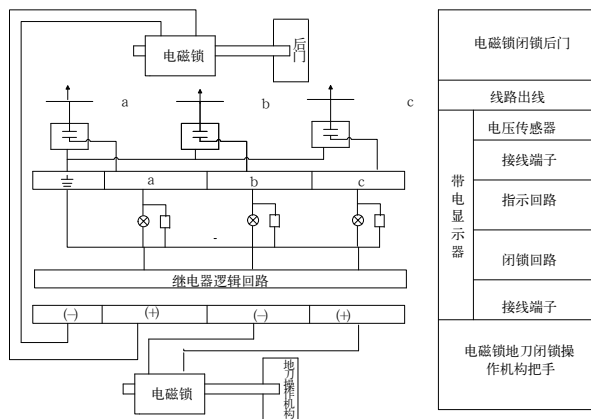 电磁锁
后门
a
b
c
a
b
c
继电器逻辑回路
(一)
(+)
(一)
(+)
电磁锁
地刀操作机构
电磁锁闭锁后门
线路出线
带电显示器
电压传感器
接线端子
指示回路
闭锁回路
接线端子
电磁锁地刀闭锁操
作机构把手